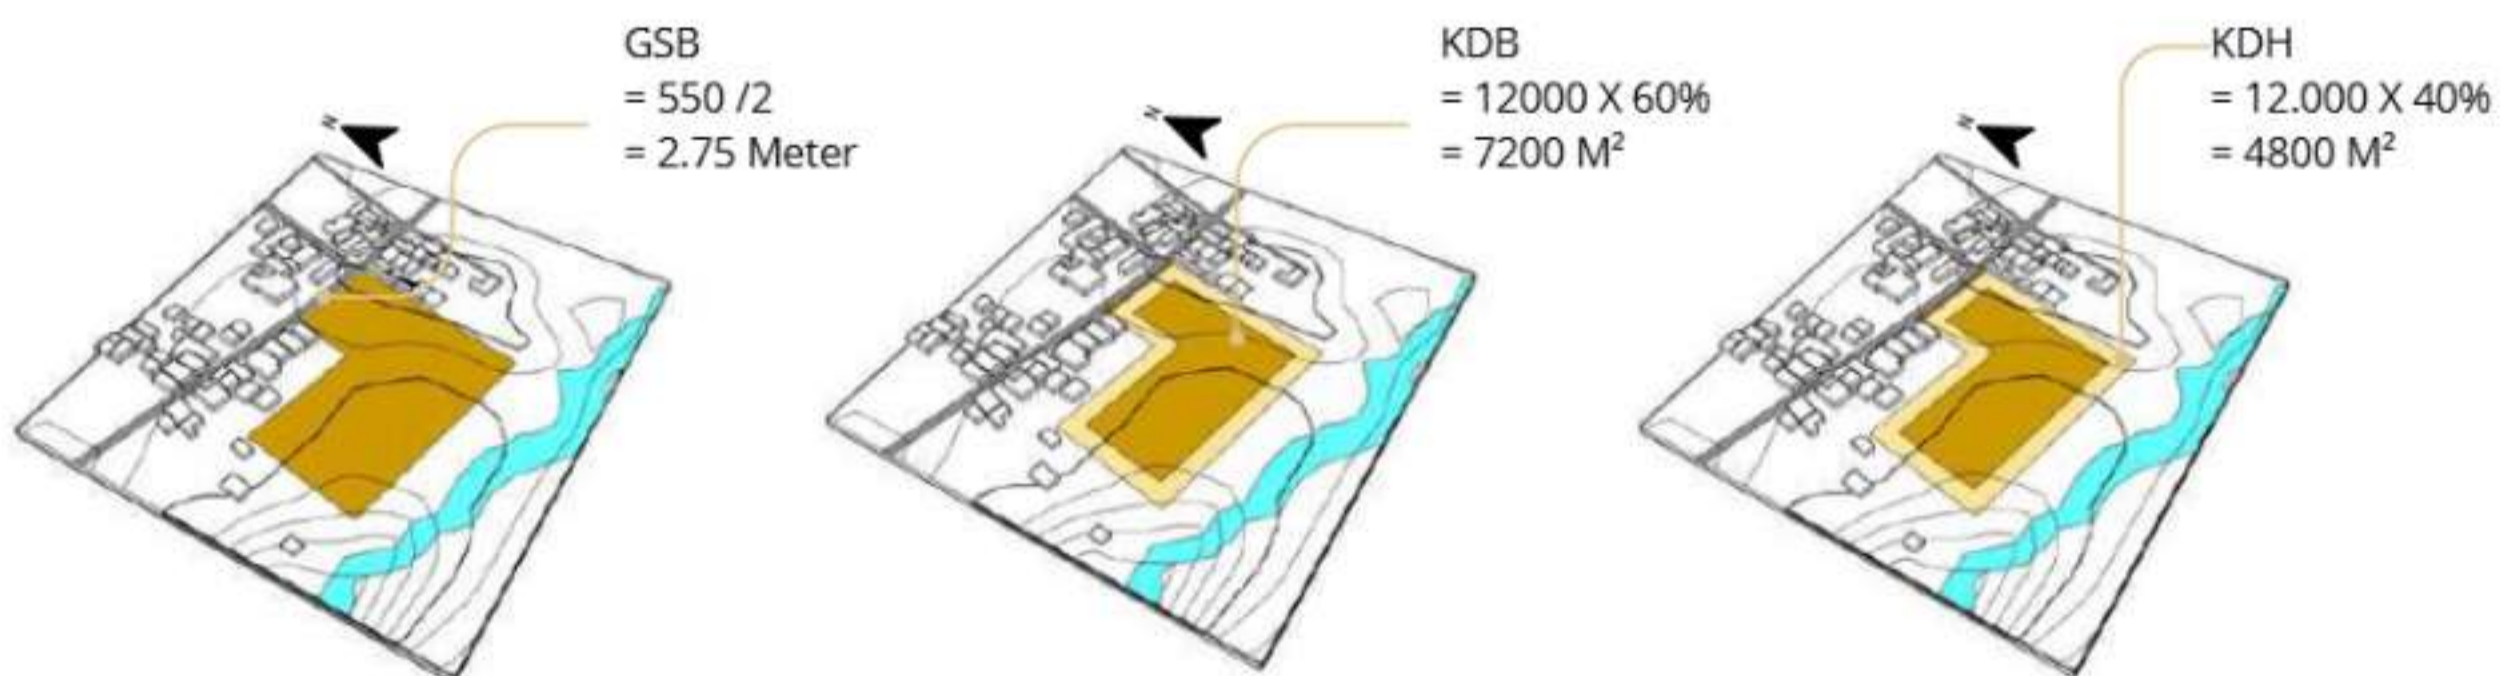 GSB
= 550 /2
= 2.75 Meter
N
KDB
= 12000 X 60%
= 7200 M²
N
KDH
= 12.000 X 40%
= 4800 M²
N